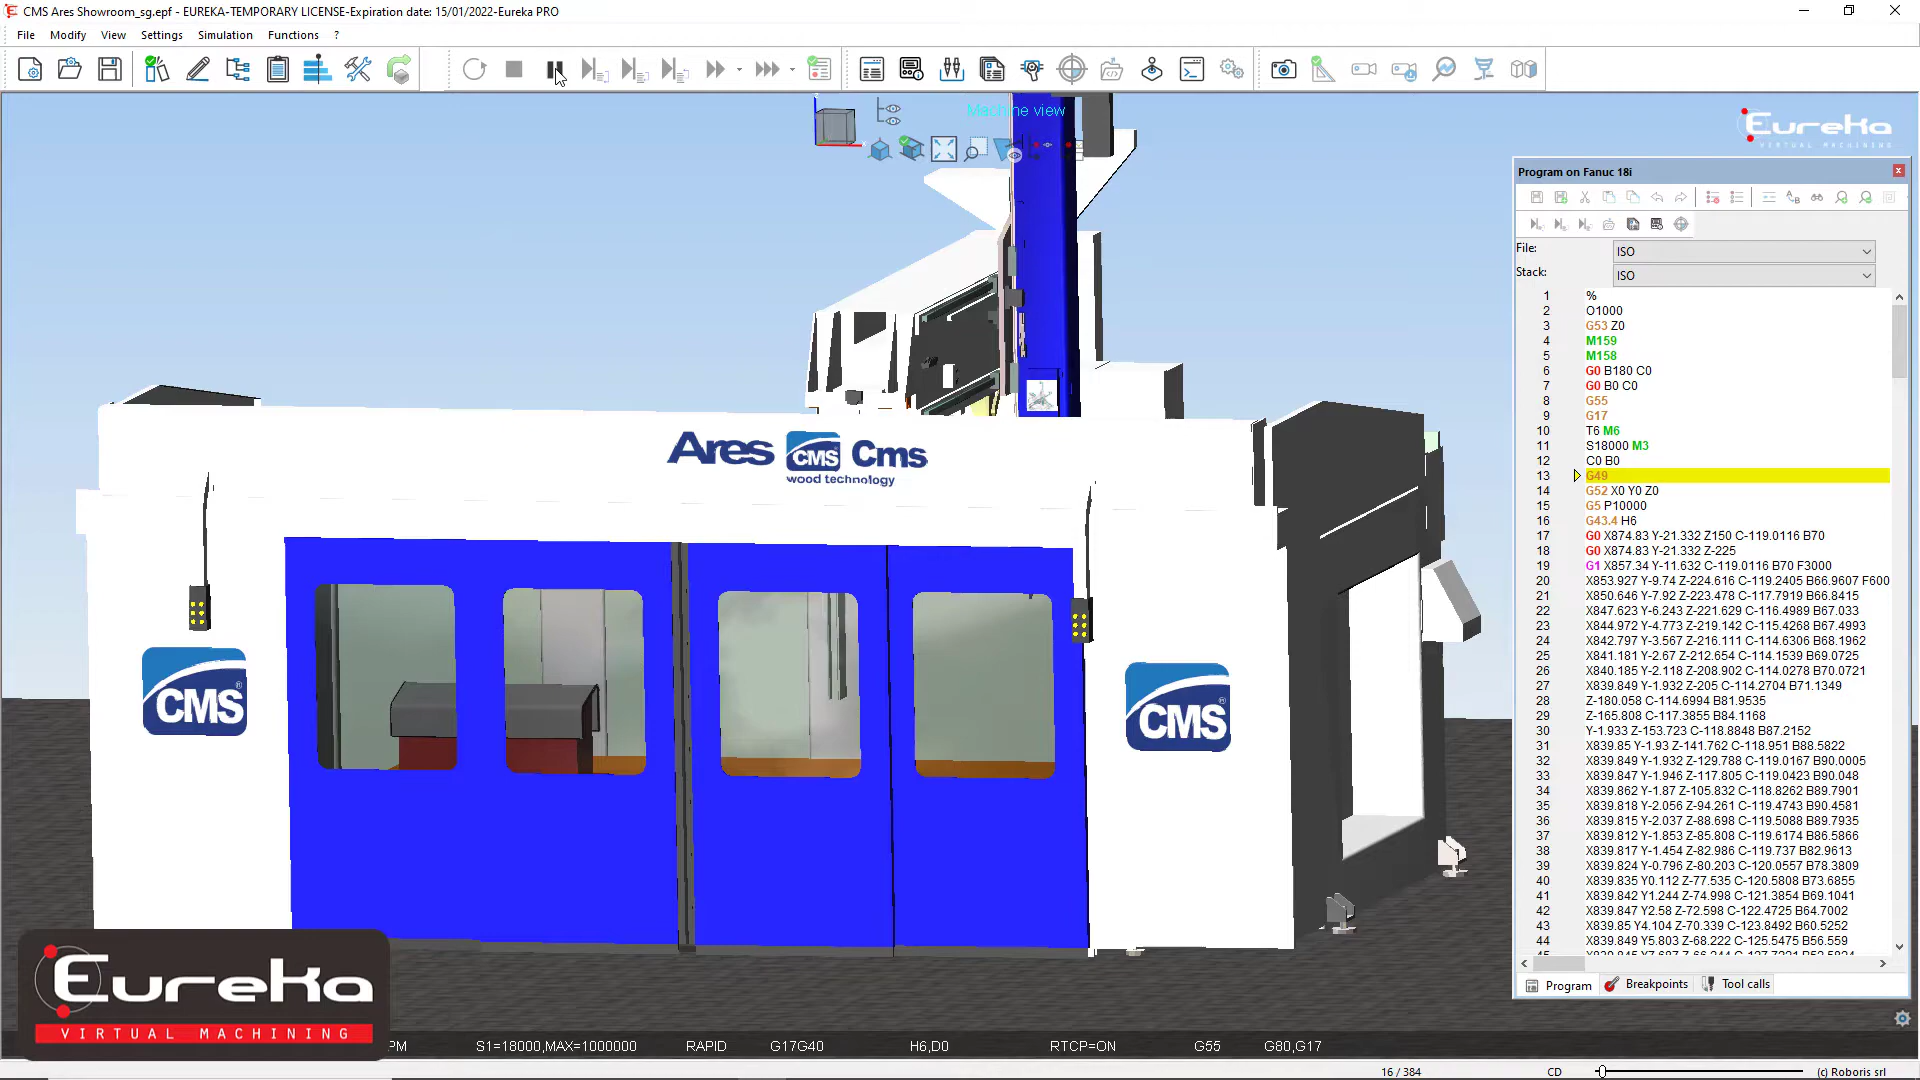 CMS Ares Showroom_sg.epf - EUREKA-TEMPORARY LICENSE-Expiration date: 15/01/2022-Eureka PRO
File Modify View Settings Simulation Functions ?
Machine view
EureKa
VIRTUAL MACHINING
Program on Fanuc 18i
File: ISO
Stack: ISO
1 %
2 O1000
3 G53 Z0
4 M159
5 M158
6 G0 B180 C0
7 G0 B0 C0
8 G55
9 G17
10 T6 M6
11 S18000 M3
12 C0 B0
13 G49
14 G52 X0 Y0 Z0
15 G5 P10000
16 G43.4 H6
17 G0 X874.83 Y-21.332 Z150 C-119.0116 B70
18 G0 X874.83 Y-21.332 Z-225
19 G1 X857.34 Y-11.632 C-119.0116 B70 F3000
20 X853.927 Y-9.74 Z-224.616 C-119.2405 B66.9607 F600
21 X850.646 Y-7.92 Z-223.478 C-117.7919 B66.8415
22 X847.623 Y-6.243 Z-221.629 C-116.4989 B67.033
23 X844.972 Y-4.773 Z-219.142 C-115.4268 B67.4993
24 X842.797 Y-3.567 Z-216.111 C-114.6306 B68.1962
25 X841.181 Y-2.67 Z-212.654 C-114.1539 B69.0725
26 X840.185 Y-2.118 Z-208.902 C-114.0278 B70.0721
27 X839.849 Y-1.932 Z-205 C-114.2704 B71.1349
28 Z-180.058 C-114.6994 B81.9535
29 Z-165.808 C-117.3855 B84.1168
30 Y-1.933 Z-153.723 C-118.8848 B87.2152
31 X839.85 Y-1.93 Z-141.762 C-118.951 B88.5822
32 X839.849 Y-1.932 Z-129.788 C-119.0167 B90.0005
33 X839.847 Y-1.946 Z-117.805 C-119.0423 B90.048
34 X839.862 Y-1.87 Z-105.832 C-118.8262 B89.7901
35 X839.818 Y-2.056 Z-94.261 C-119.4743 B90.4581
36 X839.815 Y-2.037 Z-88.698 C-119.5088 B89.7935
37 X839.812 Y-1.853 Z-85.808 C-119.6174 B86.5866
38 X839.817 Y-1.454 Z-82.986 C-119.737 B82.9613
39 X839.824 Y-0.796 Z-80.203 C-120.0557 B78.3809
40 X839.835 Y0.112 Z-77.535 C-120.5808 B73.6855
41 X839.842 Y1.244 Z-74.998 C-121.3854 B69.1041
42 X839.847 Y2.58 Z-72.598 C-122.4725 B64.7002
43 X839.85 Y4.104 Z-70.339 C-123.8492 B60.5252
44 X839.849 Y5.803 Z-68.222 C-125.5475 B56.559
Program Breakpoints Tool calls
Ares CMS Cms
wood technology
CMS
CMS
EureKa
VIRTUAL MACHINING
PM S1=18000,MAX=1000000 RAPID G17G40 H6,D0 RTCP=ON G55 G80,G17
16 / 384 CD (c) Roboris srl